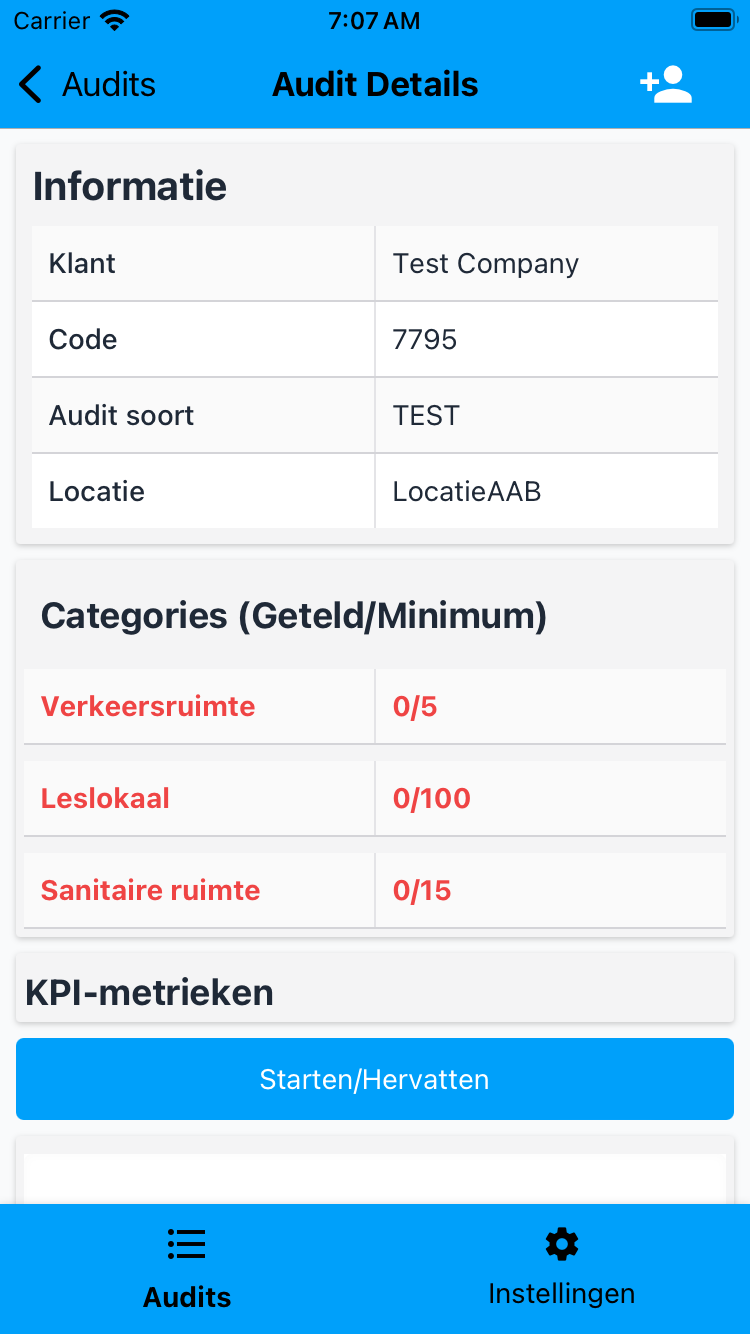 Carrier 7:07 AM
Audits Audit Details
Informatie
Klant Test Company
Code 7795
Audit soort TEST
Locatie LocatieAAB
Categories (Geteld/Minimum)
Verkeersruimte 0/5
Leslokaal 0/100
Sanitaire ruimte 0/15
KPI-metrieken
Starten/Hervatten
Audits Instellingen